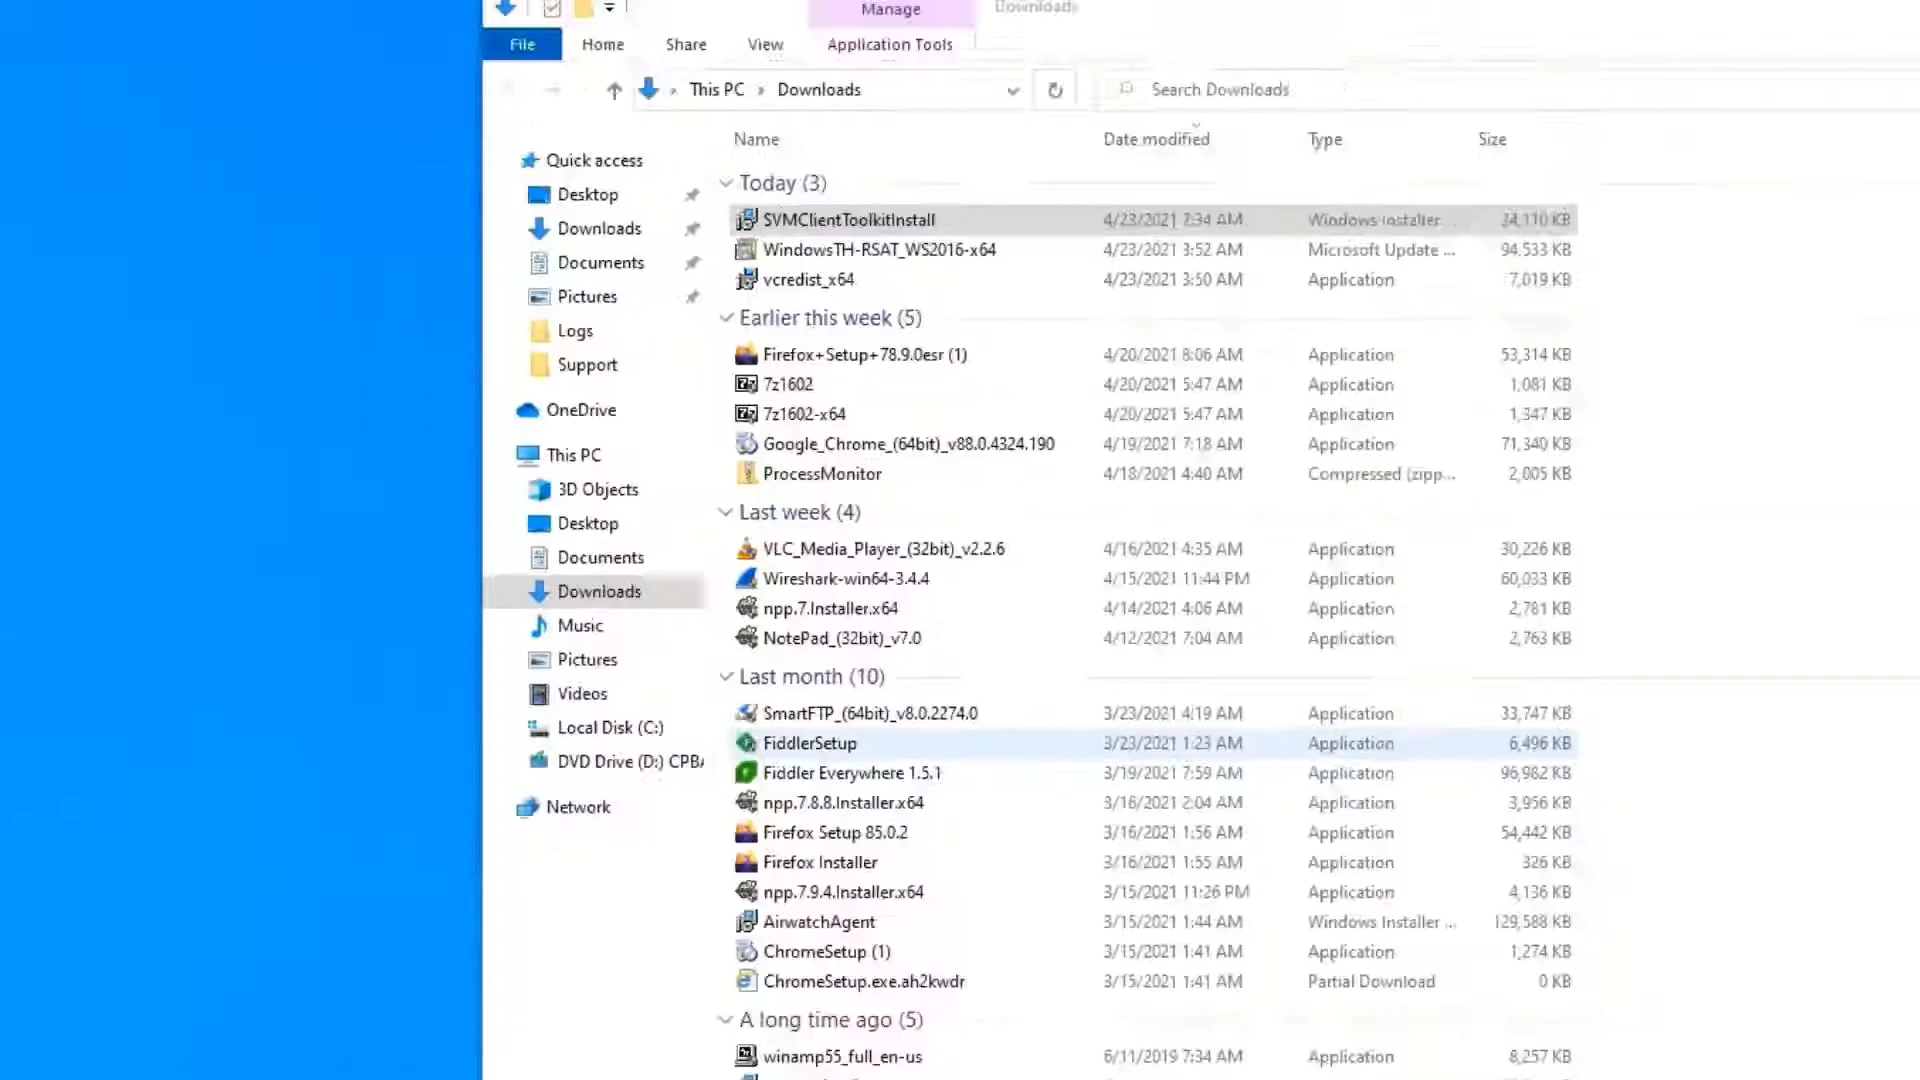 Manage
Downloads
File Home Share View Application Tools
This PC Downloads
Search Downloads
Name Date modified Type Size
Quick access
Desktop
Downloads
Documents
Pictures
Logs
Support
OneDrive
This PC
3D Objects
Desktop
Documents
Downloads
Music
Pictures
Videos
Local Disk (C:)
DVD Drive (D:) CPBA
Network
Today (3)
SVMClientToolkitInstall 4/23/2021 7:34 AM Windows Installer ... 24,110 KB
WindowsTH-RSAT_WS2016-x64 4/23/2021 3:52 AM Microsoft Update ... 94,533 KB
vcredist_x64 4/23/2021 3:50 AM Application 7,019 KB
Earlier this week (5)
Firefox+Setup+78.9.0esr (1) 4/20/2021 8:06 AM Application 53,314 KB
7z1602 4/20/2021 5:47 AM Application 1,081 KB
7z1602-x64 4/20/2021 5:47 AM Application 1,347 KB
Google_Chrome_(64bit)_v88.0.4324.190 4/19/2021 7:18 AM Application 71,340 KB
ProcessMonitor 4/18/2021 4:40 AM Compressed (zipp... 2,005 KB
Last week (4)
VLC_Media_Player_(32bit)_v2.2.6 4/16/2021 4:35 AM Application 30,226 KB
Wireshark-win64-3.4.4 4/15/2021 11:44 PM Application 60,033 KB
npp.7.Installer.x64 4/14/2021 4:06 AM Application 2,781 KB
NotePad_(32bit)_v7.0 4/12/2021 7:04 AM Application 2,763 KB
Last month (10)
SmartFTP_(64bit)_v8.0.2274.0 3/23/2021 4:19 AM Application 33,747 KB
FiddlerSetup 3/23/2021 1:23 AM Application 6,496 KB
Fiddler Everywhere 1.5.1 3/19/2021 7:59 AM Application 96,982 KB
npp.7.8.8.Installer.x64 3/16/2021 2:04 AM Application 3,956 KB
Firefox Setup 85.0.2 3/16/2021 1:56 AM Application 54,442 KB
Firefox Installer 3/16/2021 1:55 AM Application 326 KB
npp.7.9.4.Installer.x64 3/15/2021 11:26 PM Application 4,136 KB
AirwatchAgent 3/15/2021 1:44 AM Windows Installer ... 129,588 KB
ChromeSetup (1) 3/15/2021 1:41 AM Application 1,274 KB
ChromeSetup.exe.ah2kwdr 3/15/2021 1:41 AM Partial Download 0 KB
A long time ago (5)
winamp55_full_en-us 6/11/2019 7:34 AM Application 8,257 KB